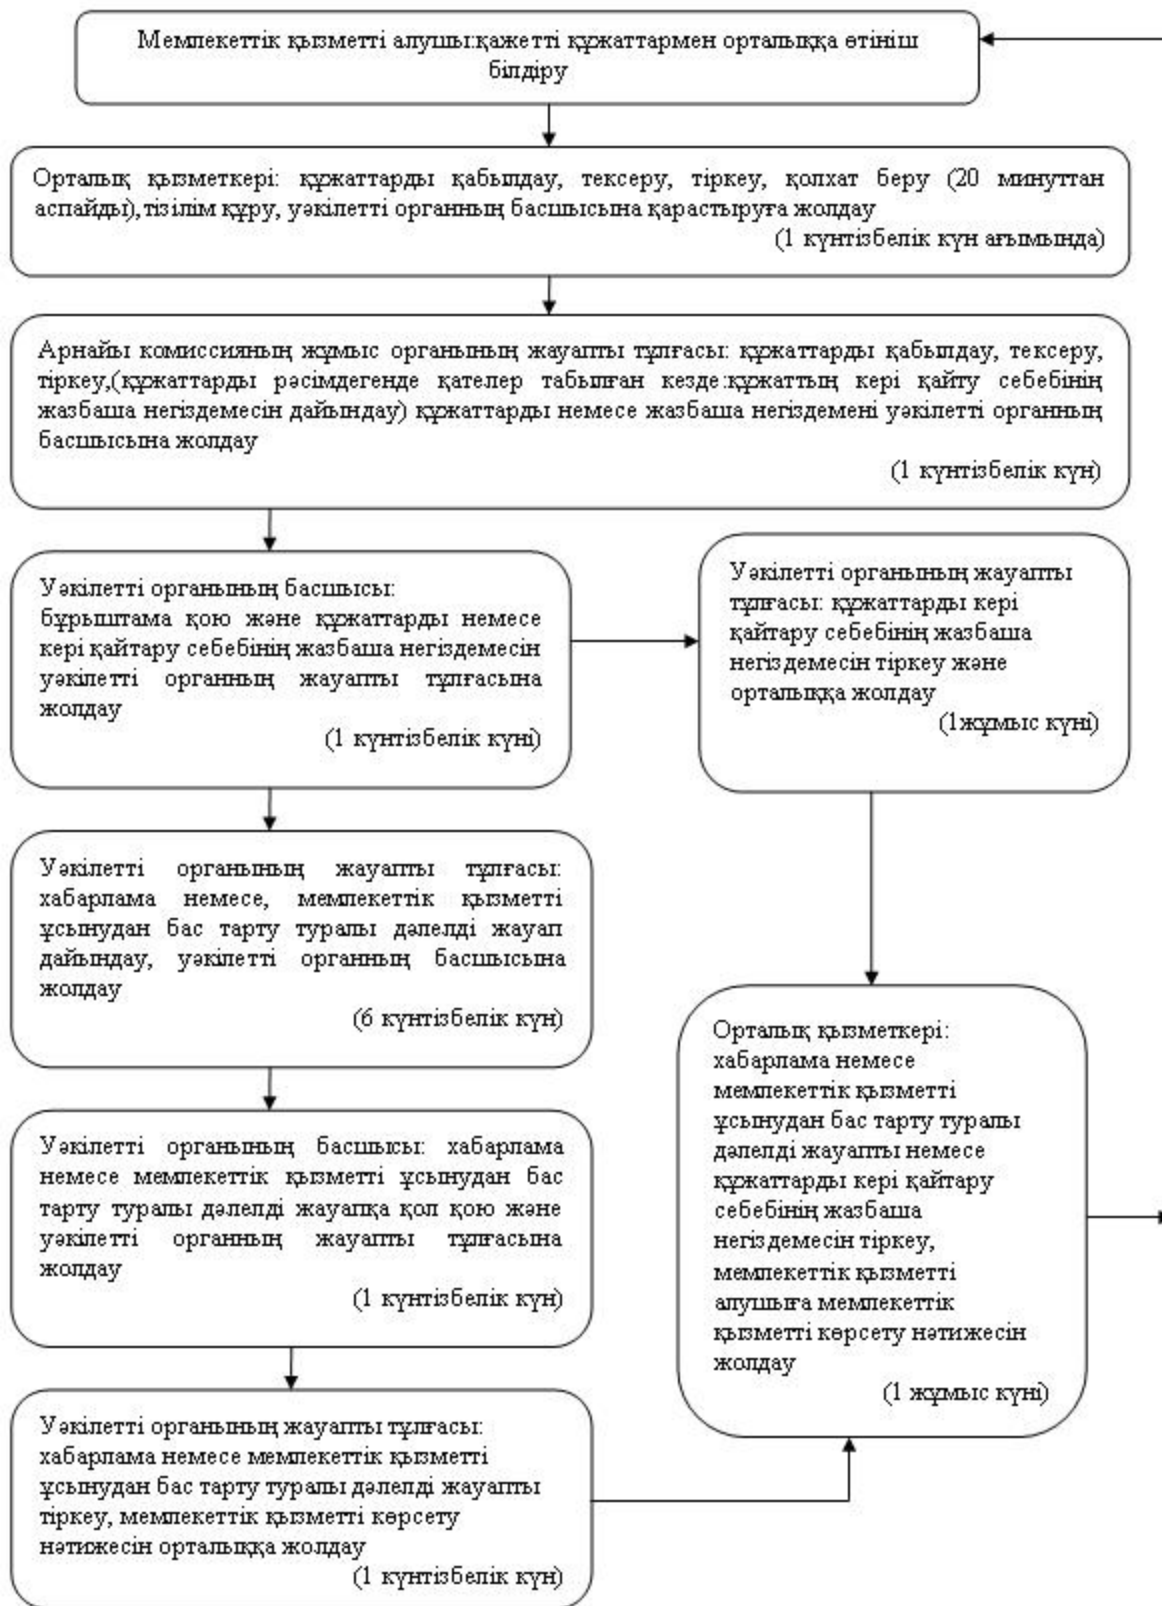 Мемлекеттік қызметті алушы:қажетті құжаттармен орталыққа өтініш
білдіру
Орталық қызметкері: құжаттарды қабылдау, тексеру, тіркеу, қолхат беру (20 минуттан
аспайды),тізілім құру, уәкілетті органның басшысына қарастыруға жолдау
(1 күнтізбелік күн ағымында)
Арнайы комиссияның жұмыс органының жауапты тұлғасы: құжаттарды қабылдау, тексеру,
тіркеу,(құжаттарды рәсімдегенде қателер табылған кезде:құжаттың кері қайту себебінің
жазбаша негіздемесін дайындау) құжаттарды немесе жазбаша негіздемені уәкілетті органның
басшысына жолдау
(1 күнтізбелік күн)
Уәкілетті органының басшысы:
бұрыштама қою және құжаттарды немесе
кері қайтару себебінің жазбаша негіздемесін
уәкілетті органның жауапты тұлғасына
жолдау
(1 күнтізбелік күні)
Уәкілетті органының жауапты
тұлғасы: құжаттарды кері
қайтару себебінің жазбаша
негіздемесін тіркеу және
орталыққа жолдау
(1жұмыс күні)
Уәкілетті органының жауапты тұлғасы:
хабарлама немесе, мемлекеттік қызметті
ұсынудан бас тарту туралы дәлелді жауап
дайындау, уәкілетті органның басшысына
жолдау
(6 күнтізбелік күн)
Уәкілетті органының басшысы: хабарлама
немесе мемлекеттік қызметті ұсынудан бас
тарту туралы дәлелді жауапқа қол қою және
уәкілетті органның жауапты тұлғасына
жолдау
(1 күнтізбелік күн)
Уәкілетті органының жауапты тұлғасы:
хабарлама немесе мемлекеттік қызметті
ұсынудан бас тарту туралы дәлелді жауапты
тіркеу, мемлекеттік қызметті көрсету
нәтижесін орталыққа жолдау
(1 күнтізбелік күн)
Орталық қызметкері:
хабарлама немесе
мемлекеттік қызметті
ұсынудан бас тарту туралы
дәлелді жауапты немесе
құжаттарды кері қайтару
себебінің жазбаша
негіздемесін тіркеу,
мемлекеттік қызметті
алушыға мемлекеттік
қызметті көрсету нәтижесін
жолдау
(1 жұмыс күні)